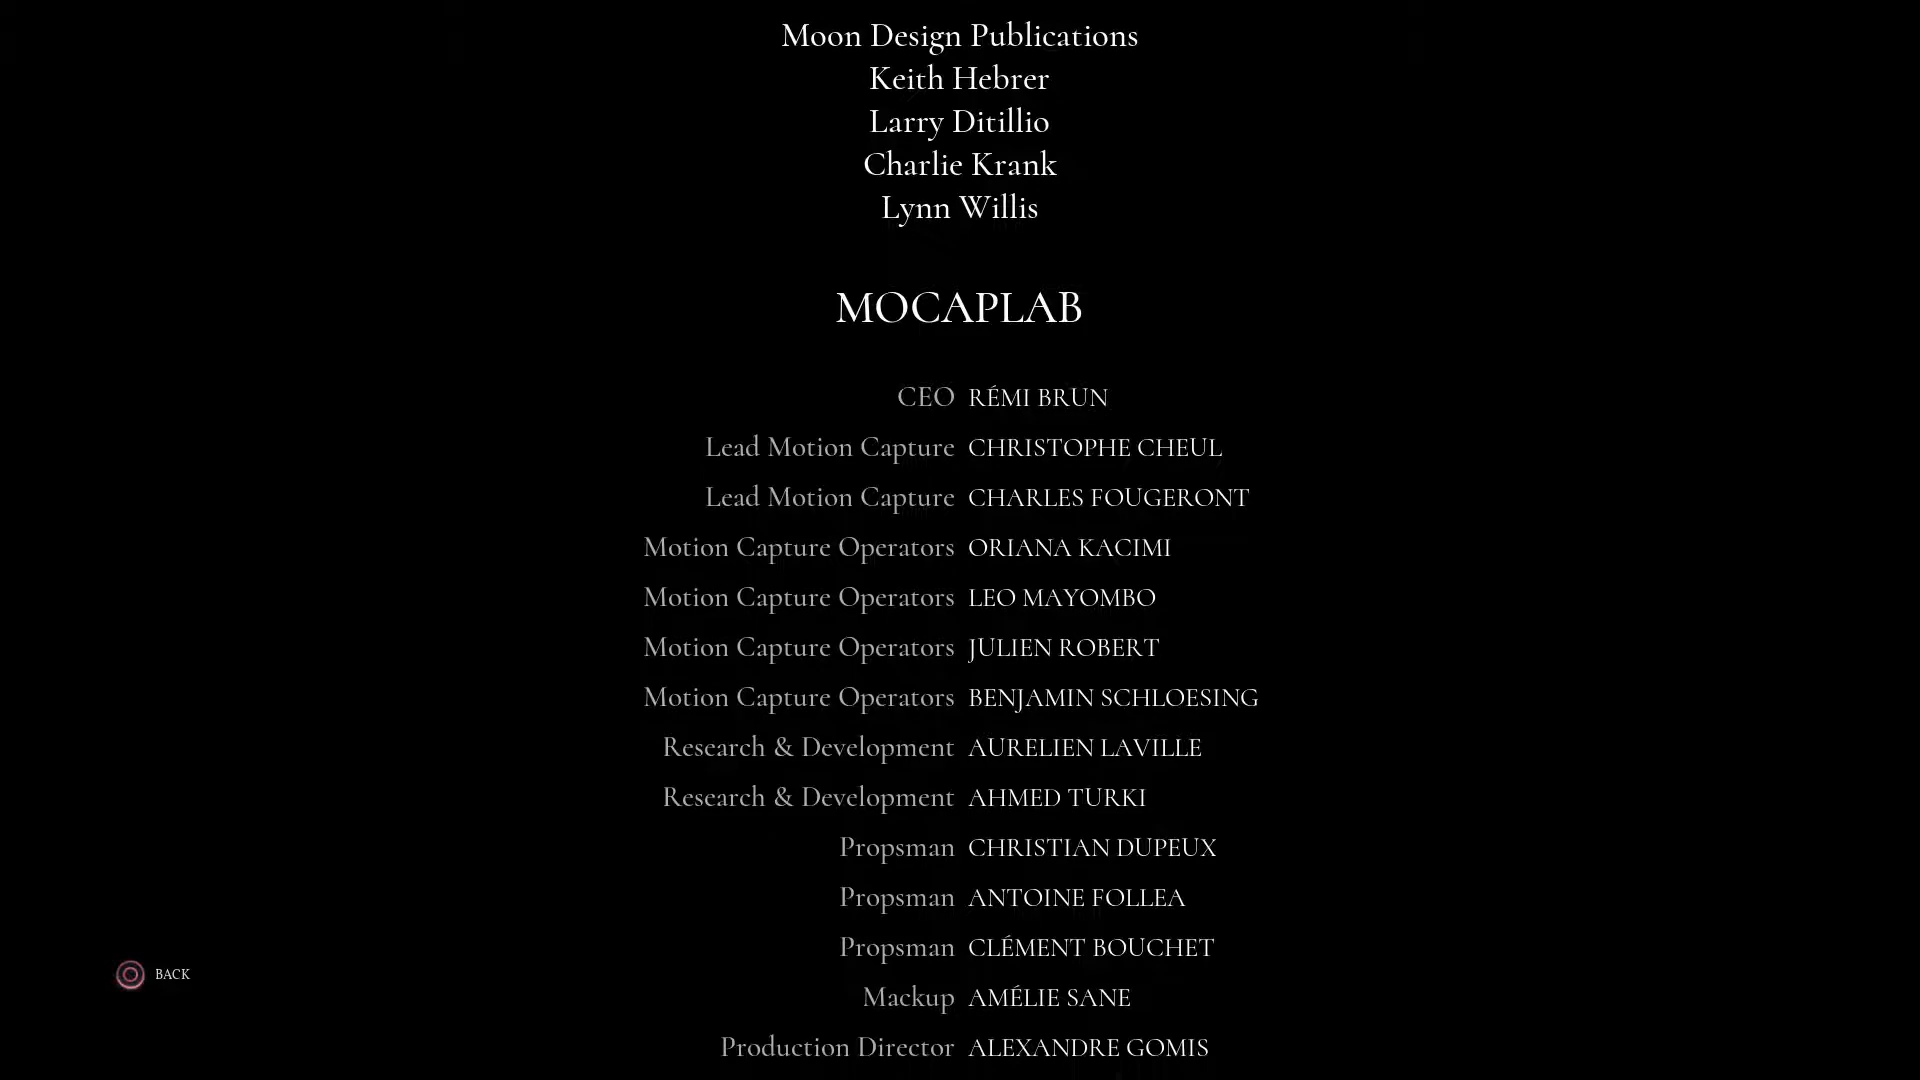 Moon Design Publications
Keith Hebrer
Larry Ditillio
Charlie Krank
Lynn Willis
MOCAPLAB
CEO RÉMI BRUN
Lead Motion Capture CHRISTOPHE CHEUL
Lead Motion Capture CHARLES FOUGERONT
Motion Capture Operators ORIANA KACIMI
Motion Capture Operators LEO MAYOMBO
Motion Capture Operators JULIEN ROBERT
Motion Capture Operators BENJAMIN SCHLOESING
Research & Development AURELIEN LAVILLE
Research & Development AHMED TURKI
Propsman CHRISTIAN DUPEUX
Propsman ANTOINE FOLLEA
Propsman CLÉMENT BOUCHET
BACK
Mackup AMÉLIE SANE
Production Director ALEXANDRE GOMIS